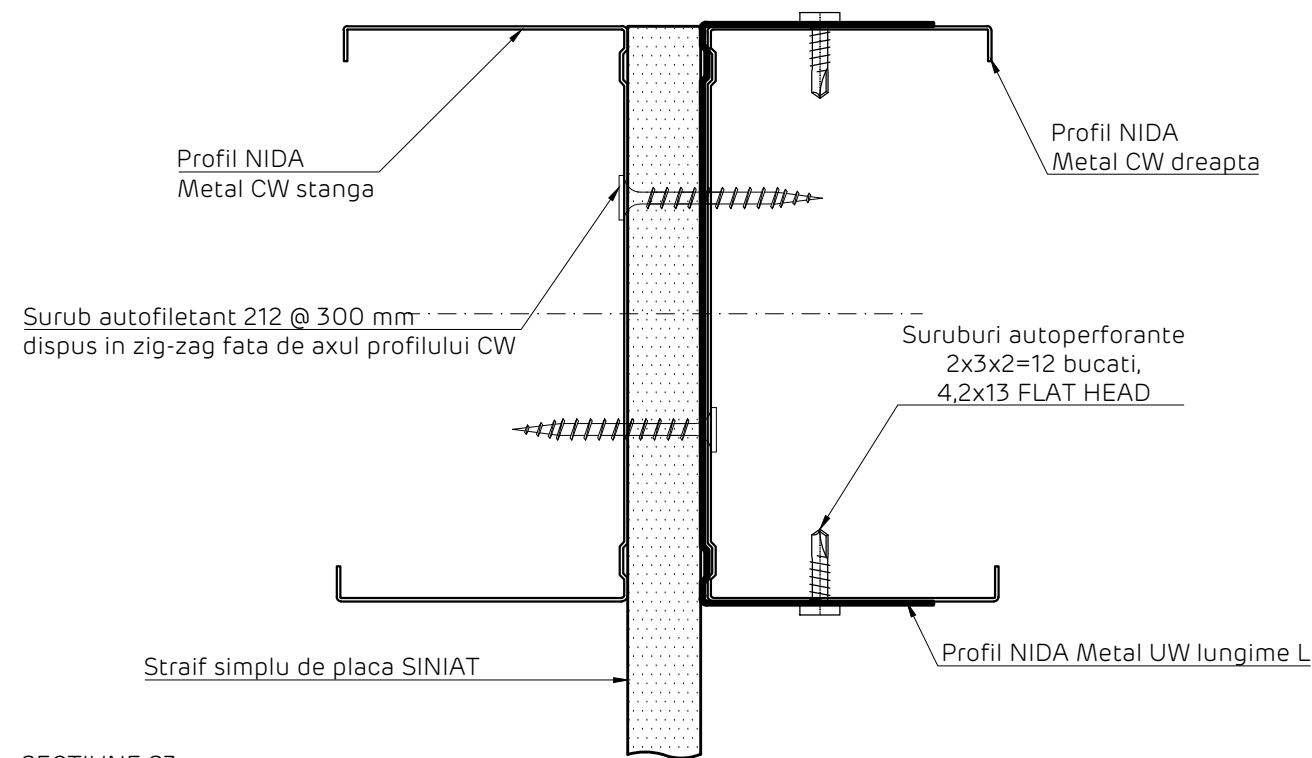 Profil NIDA
Metal CW stanga
Profil NIDA
Metal CW dreapta
Surub autofiletant 212 @ 300 mm
dispus in zig-zag fata de axul profilului CW
Suruburi autoperforante
2x3x2=12 bucati,
4,2x13 FLAT HEAD
Straif simplu de placa SINIAT
Profil NIDA Metal UW lungime L